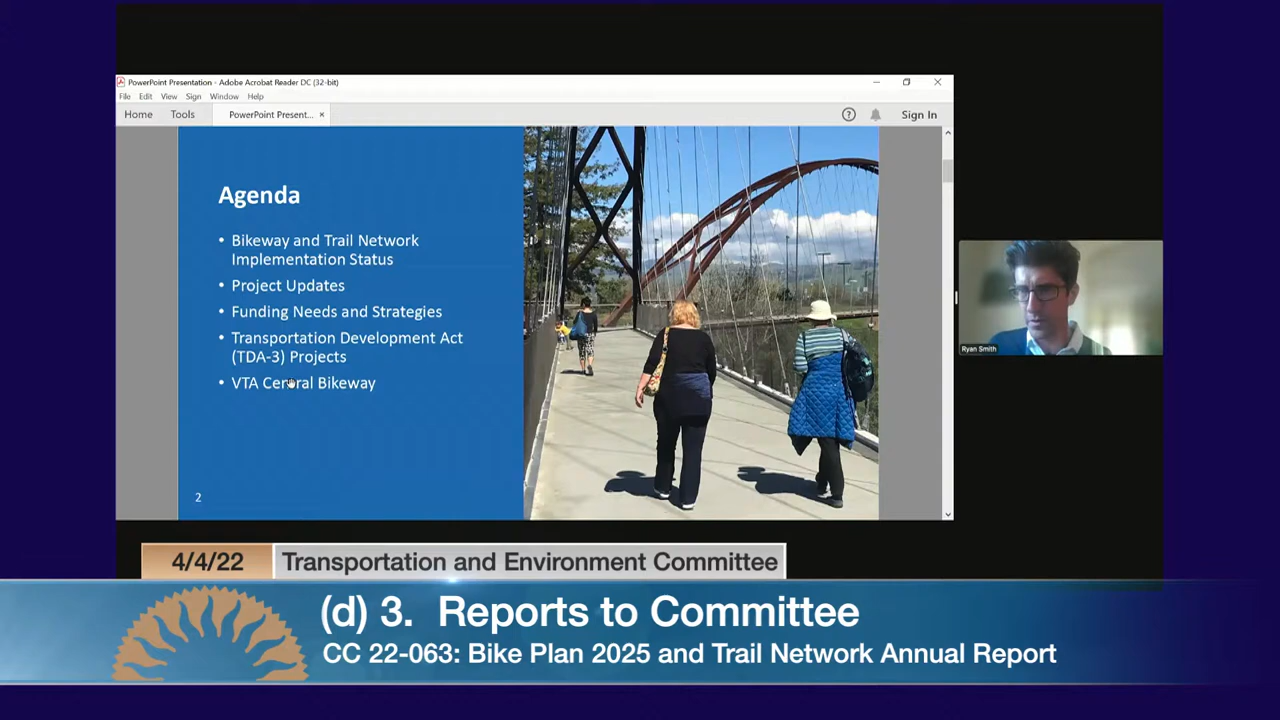 PowerPoint Presentation - Adobe Acrobat Reader DC (32-bit)
File Edit View Sign Window Help
Home Tools PowerPoint Present... × Sign In
Agenda
• Bikeway and Trail Network
Implementation Status
• Project Updates
• Funding Needs and Strategies
• Transportation Development Act
(TDA-3) Projects
• VTA Central Bikeway
2
Ryan Smith
4/4/22 Transportation and Environment Committee
(d) 3. Reports to Committee
CC 22-063: Bike Plan 2025 and Trail Network Annual Report